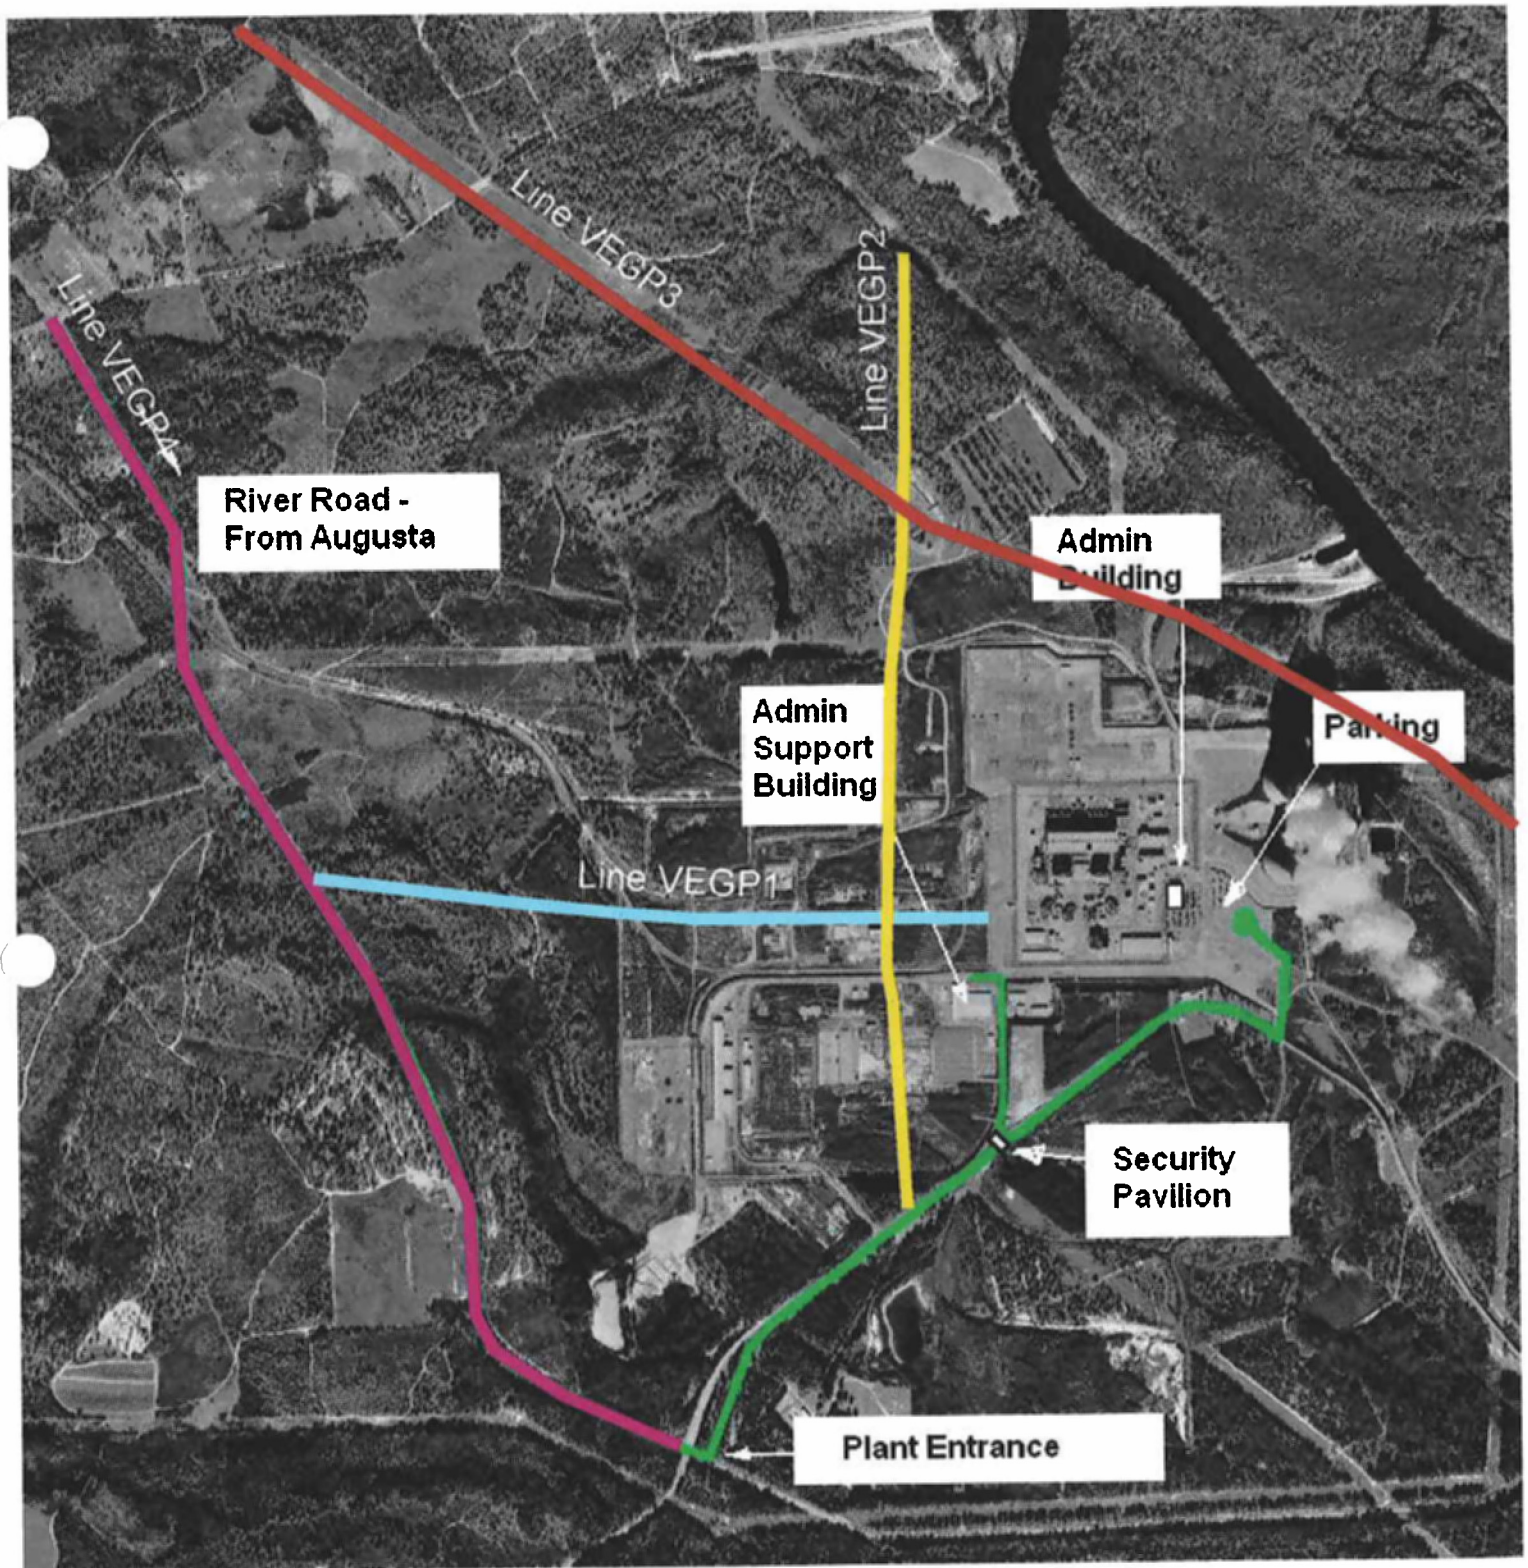 Line VEGP3
Line VEGP2
Line VEGP4
River Road -
From Augusta
Admin
Building
Admin
Support
Building
Parking
Line VEGP1
Security
Pavilion
Plant Entrance